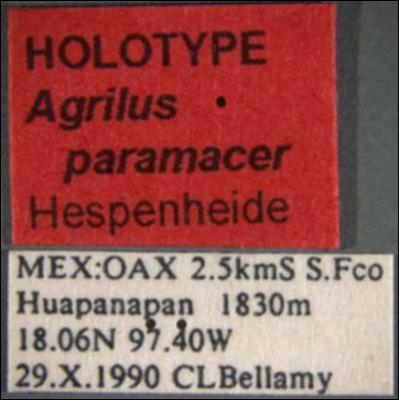 HOLOTYPE
Agrilus
paramacer
Hespenheide
MEX:OAX 2.5kmS S.Fco
Huapanapan 1830m
18.06N 97.40W
29.X.1990 CLBellamy